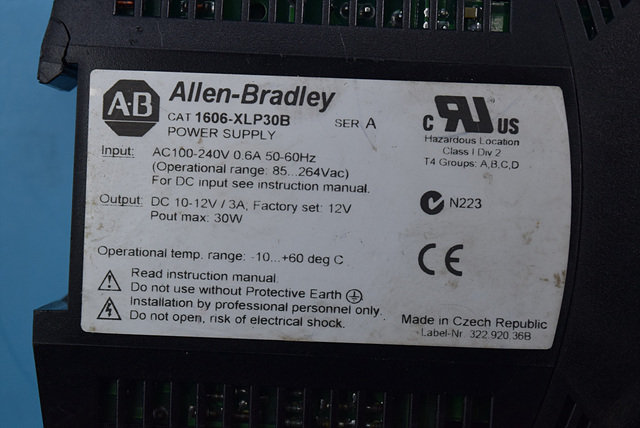 A-B Allen-Bradley
CAT 1606-XLP30B SER. A
POWER SUPPLY
c RU US
Hazardous Location
Class I Div 2
T4 Groups: A,B,C,D
Input: AC100-240V 0.6A 50-60Hz
(Operational range: 85...264Vac)
For DC input see instruction manual.
Output: DC 10-12V / 3A; Factory set: 12V
Pout max: 30W
N223
Operational temp. range: -10...+60 deg C
CE
Read instruction manual.
Do not use without Protective Earth
Installation by professional personnel only.
Do not open, risk of electrical shock.
Made in Czech Republic
Label-Nr. 322.920.36B